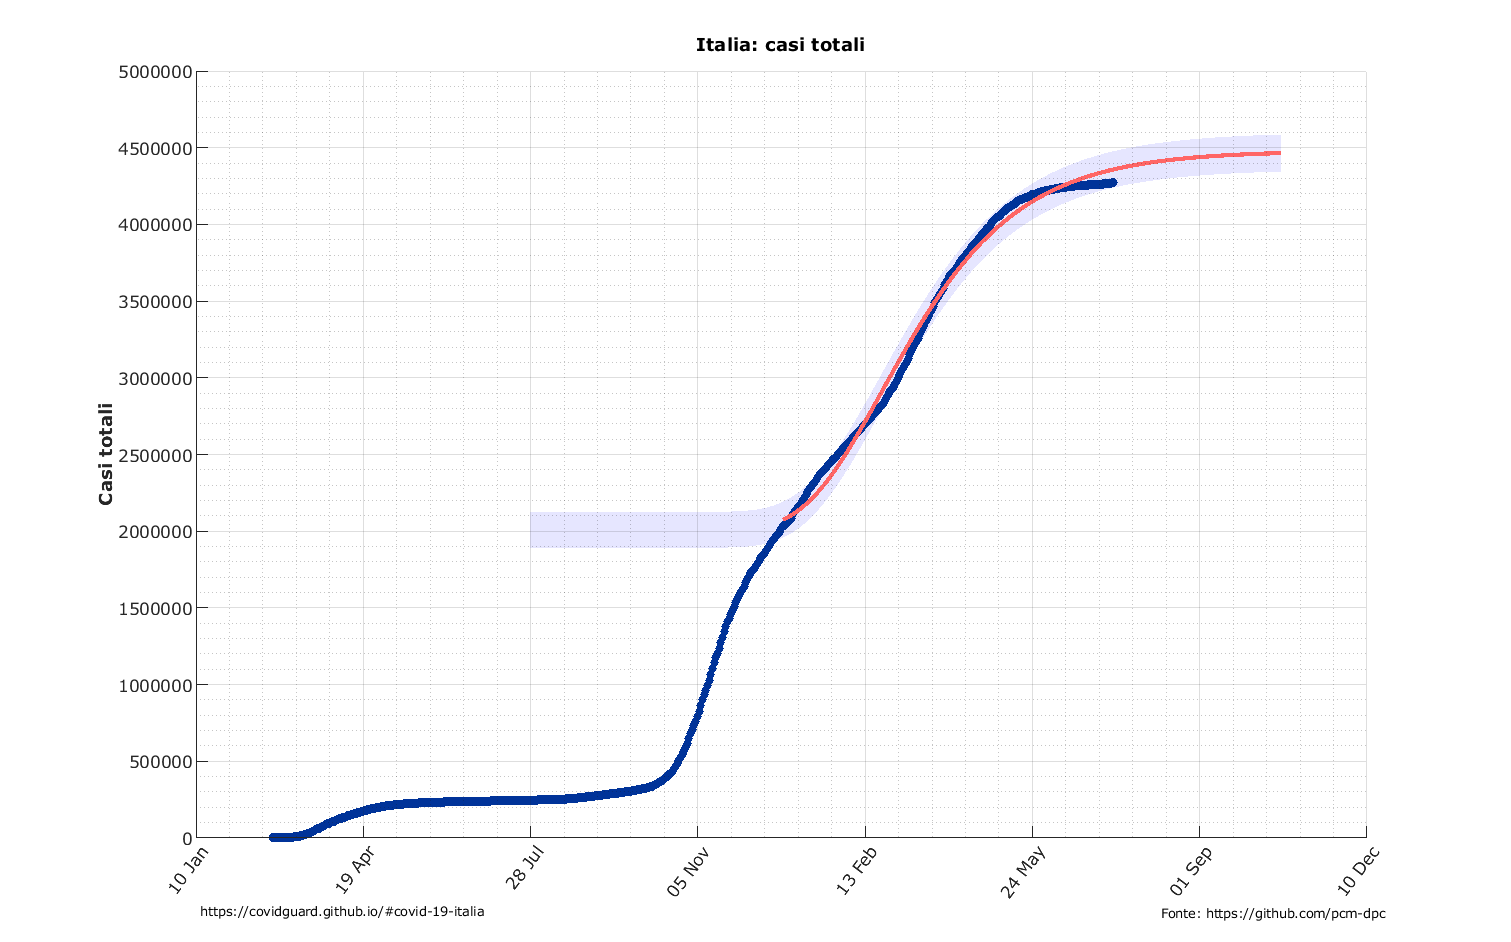 Italia: casi totali
Casi totali
5000000
4500000
4000000
3500000
3000000
2500000
2000000
1500000
1000000
500000
0
10 Jan
19 Apr
28 Jul
05 Nov
13 Feb
24 May
01 Sep
10 Dec
https://covidguard.github.io/#covid-19-italia
Fonte: https://github.com/pcm-dpc